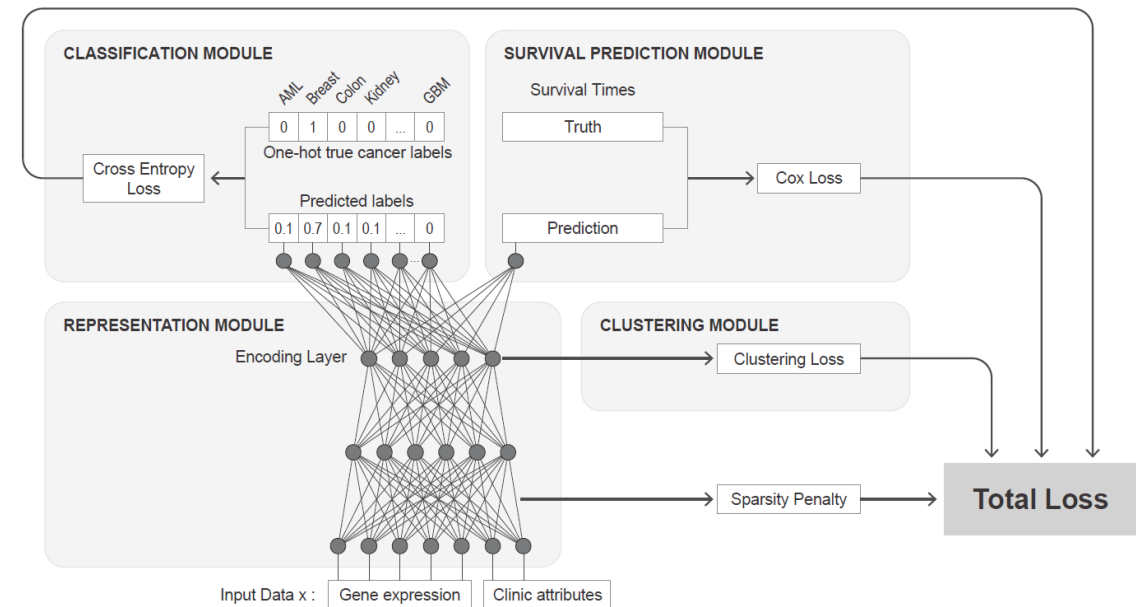 CLASSIFICATION MODULE
AML Breast Colon Kidney GBM
0 1 0 0 ... 0
One-hot true cancer labels
Cross Entropy
Loss
Predicted labels
0.1 0.7 0.1 0.1 ... 0
...
SURVIVAL PREDICTION MODULE
Survival Times
Truth
Cox Loss
Prediction
REPRESENTATION MODULE
Encoding Layer
CLUSTERING MODULE
Clustering Loss
Sparsity Penalty
Total Loss
Input Data x : Gene expression Clinic attributes